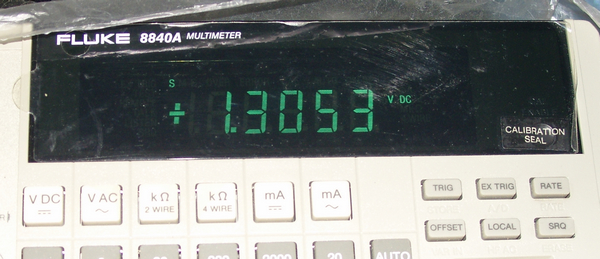 FLUKE 8840A MULTIMETER
S
+ 1.3053 V DC
CALIBRATION
SEAL
V DC
V AC
kΩ
2 WIRE
kΩ
4 WIRE
mA
mA
TRIG
EX TRIG
RATE
OFFSET
LOCAL
SRQ
20
AUTO